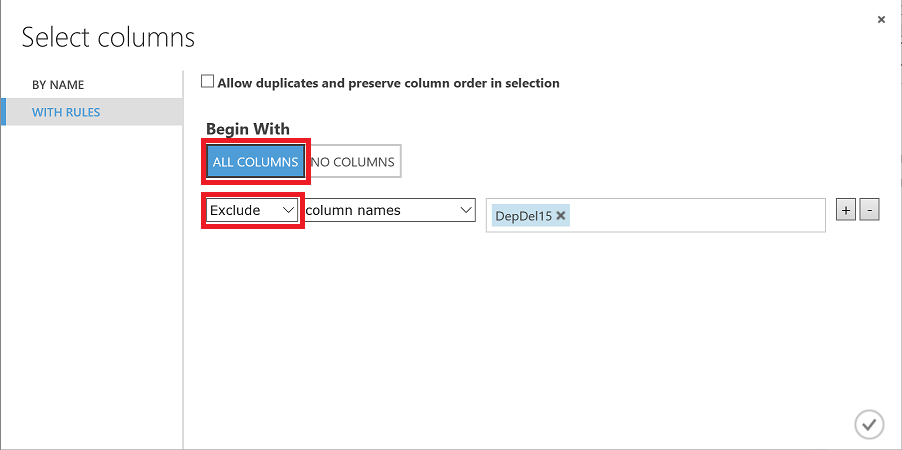 Select columns
BY NAME
WITH RULES
Allow duplicates and preserve column order in selection
Begin With
ALL COLUMNS NO COLUMNS
Exclude column names DepDel15 × + -